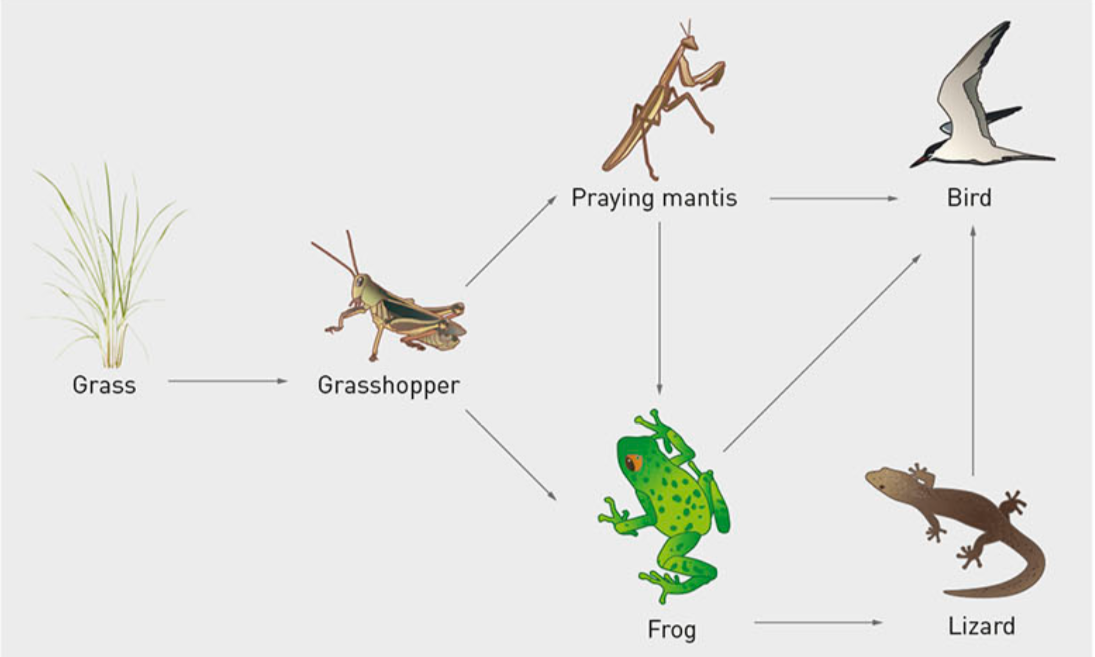 Praying mantis
Bird
Grass
Grasshopper
Frog
Lizard